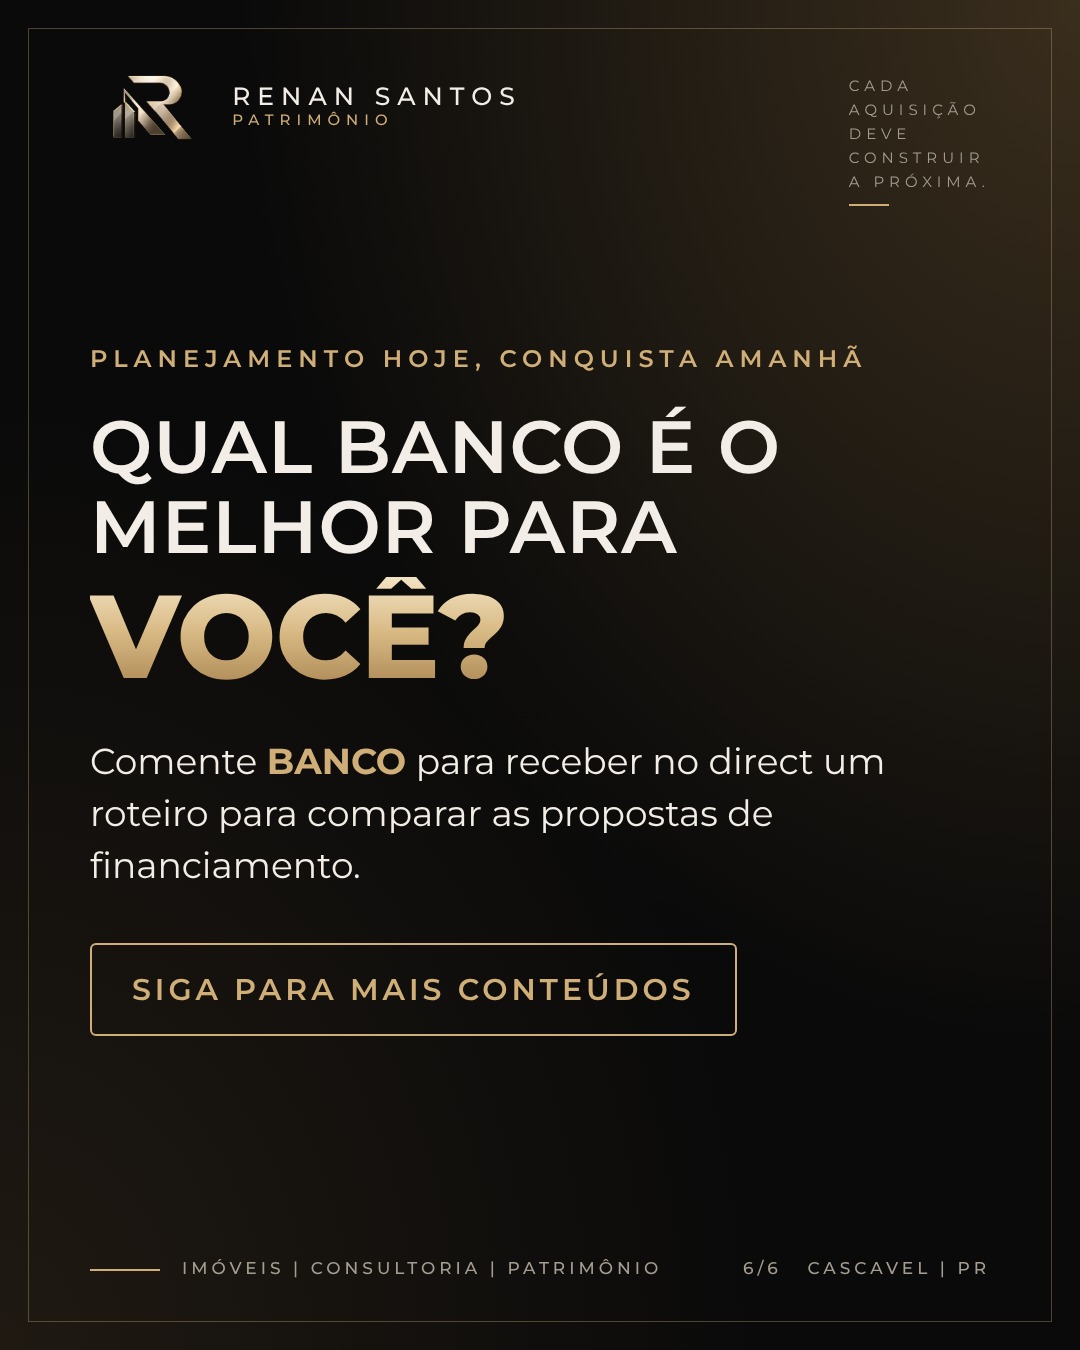 RENAN SANTOS
PATRIMÔNIO
CADA
AQUISIÇÃO
DEVE
CONSTRUIR
A PRÓXIMA.
PLANEJAMENTO HOJE, CONQUISTA AMANHÃ
QUAL BANCO É O
MELHOR PARA
VOCÊ?
Comente BANCO para receber no direct um
roteiro para comparar as propostas de
financiamento.
SIGA PARA MAIS CONTEÚDOS
IMÓVEIS | CONSULTORIA | PATRIMÔNIO
6/6 CASCAVEL | PR